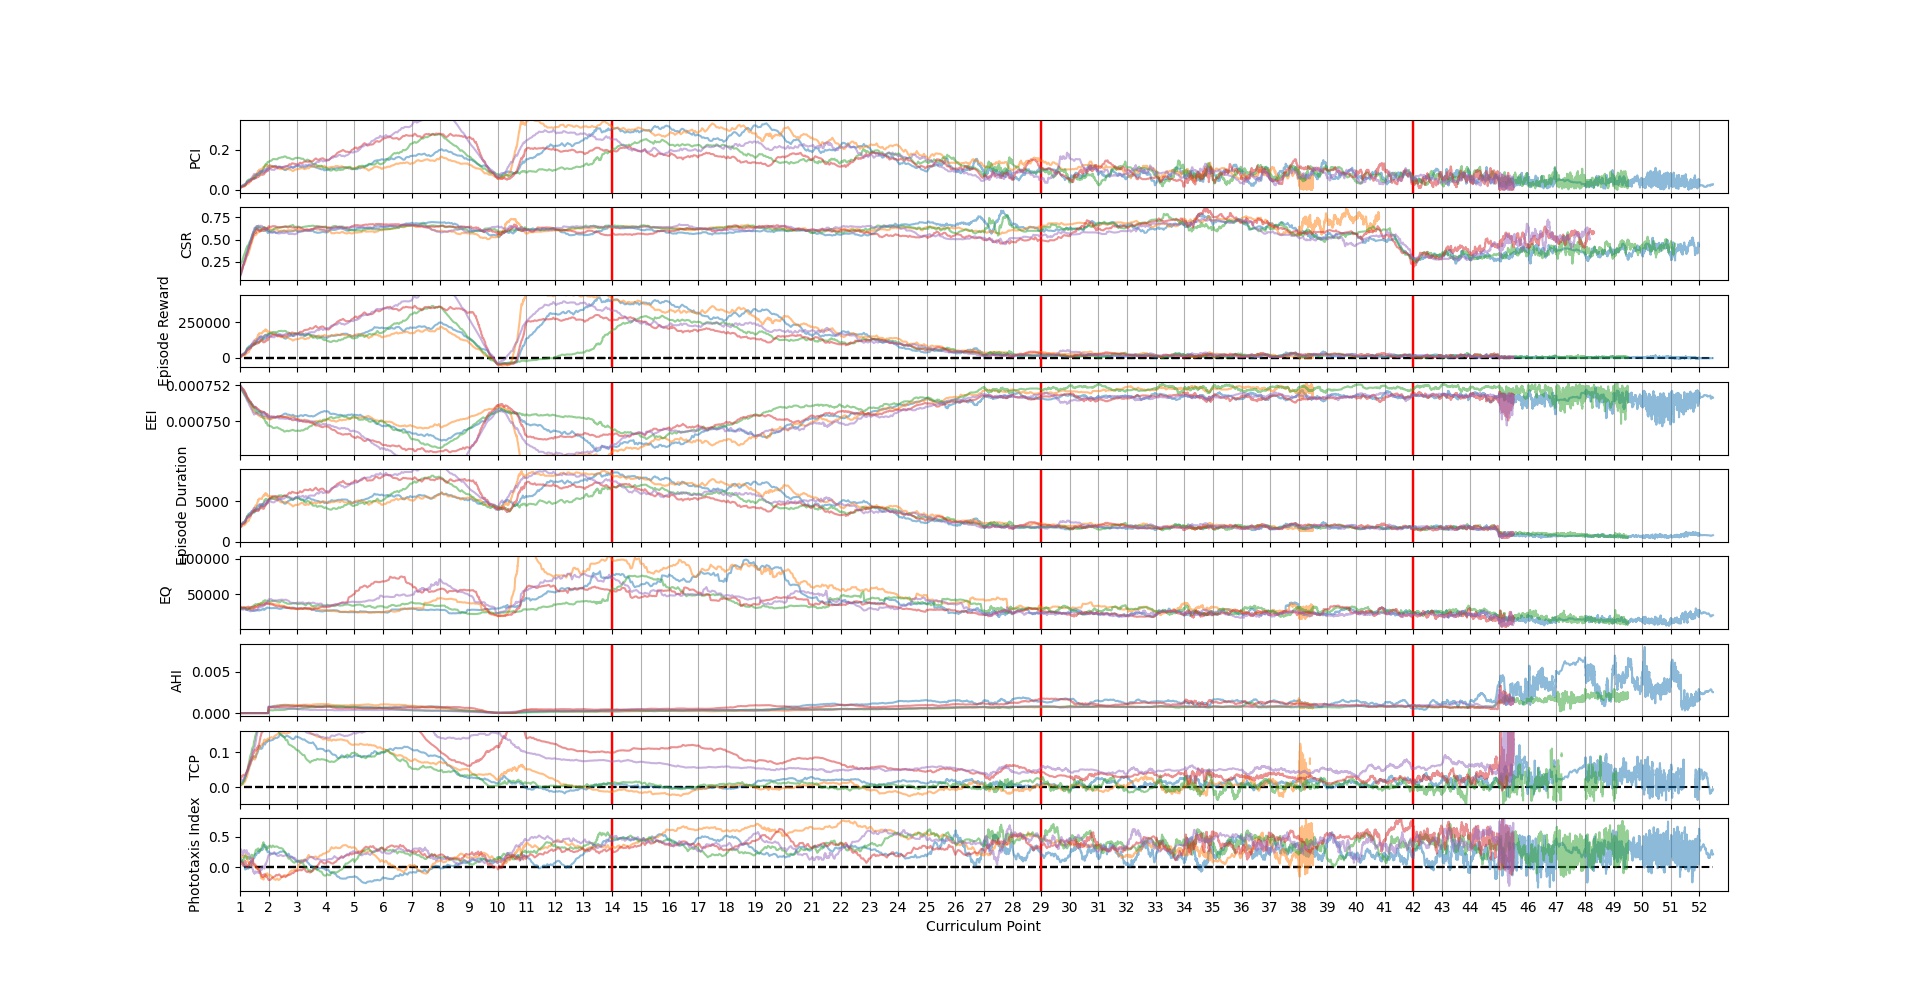 PCI
0.2
0.0
CSR
0.75
0.50
0.25
Episode Reward
250000
0
EEI
0.000752
0.000750
Episode Duration
5000
0
EQ
100000
50000
AHI
0.005
0.000
TCP
0.1
0.0
Phototaxis Index
0.5
0.0
1 2 3 4 5 6 7 8 9 10 11 12 13 14 15 16 17 18 19 20 21 22 23 24 25 26 27 28 29 30 31 32 33 34 35 36 37 38 39 40 41 42 43 44 45 46 47 48 49 50 51 52
Curriculum Point